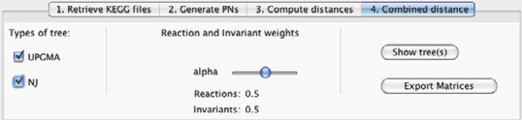 1. Retrieve KEGG files 2. Generate PNs 3. Compute distances 4. Combined distance
Types of tree:
UPGMA
NJ
Reaction and Invariant weights
alpha
Reactions: 0.5
Invariants: 0.5
Show tree(s)
Export Matrices